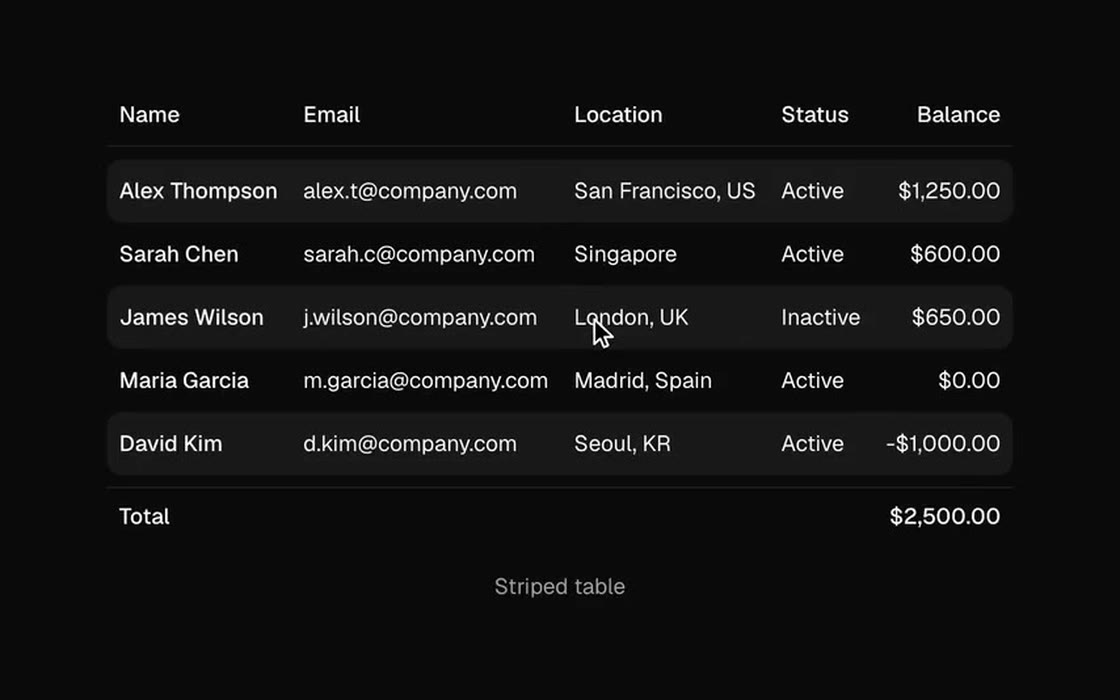 Name Email Location Status Balance
Alex Thompson alex.t@company.com San Francisco, US Active $1,250.00
Sarah Chen sarah.c@company.com Singapore Active $600.00
James Wilson j.wilson@company.com London, UK Inactive $650.00
Maria Garcia m.garcia@company.com Madrid, Spain Active $0.00
David Kim d.kim@company.com Seoul, KR Active -$1,000.00
Total $2,500.00
Striped table